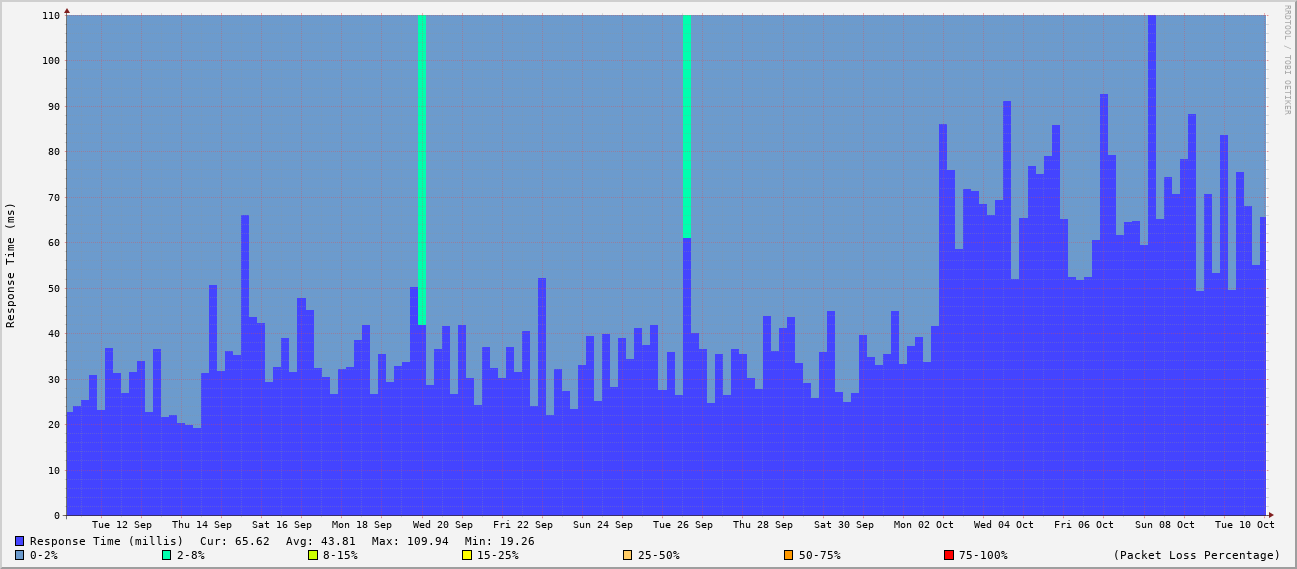 RRDTOOL / TOBI OETIKER
Response Time (ms)
110
100
90
80
70
60
50
40
30
20
10
0
Tue 12 Sep Thu 14 Sep Sat 16 Sep Mon 18 Sep Wed 20 Sep Fri 22 Sep Sun 24 Sep Tue 26 Sep Thu 28 Sep Sat 30 Sep Mon 02 Oct Wed 04 Oct Fri 06 Oct Sun 08 Oct Tue 10 Oct
Response Time (millis) Cur: 65.62 Avg: 43.81 Max: 109.94 Min: 19.26
0-2% 2-8% 8-15% 15-25% 25-50% 50-75% 75-100% (Packet Loss Percentage)